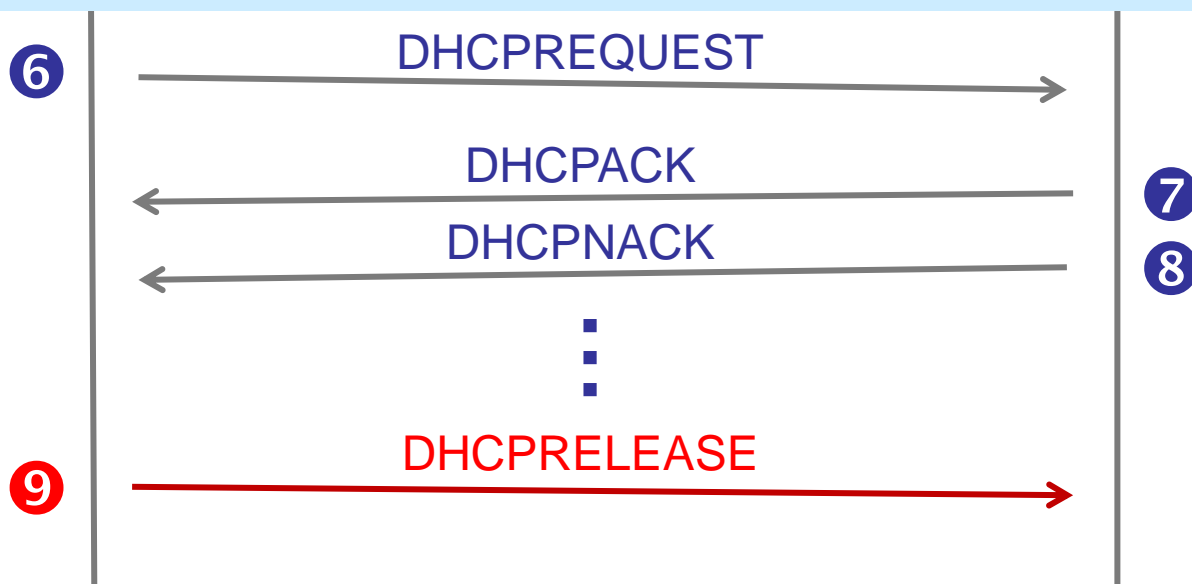 ❻ DHCPREQUEST
DHCPACK ❼
DHCPNACK ❽
⋮
❾ DHCPRELEASE